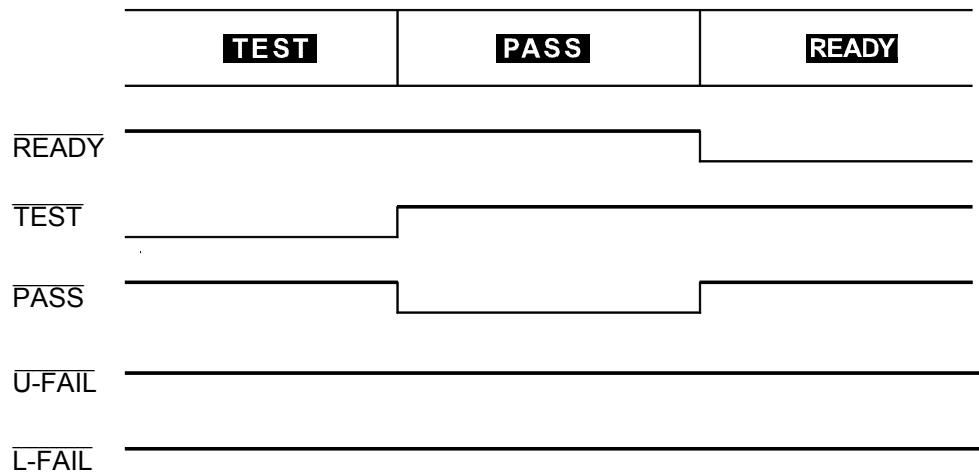 TEST PASS READY
READY
TEST
PASS
U-FAIL
L-FAIL